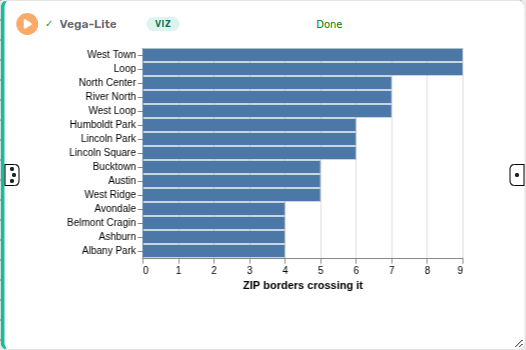 ✓ Vega-Lite VIZ Done
West Town
Loop
North Center
River North
West Loop
Humboldt Park
Lincoln Park
Lincoln Square
Bucktown
Austin
West Ridge
Avondale
Belmont Cragin
Ashburn
Albany Park
0 1 2 3 4 5 6 7 8 9
ZIP borders crossing it